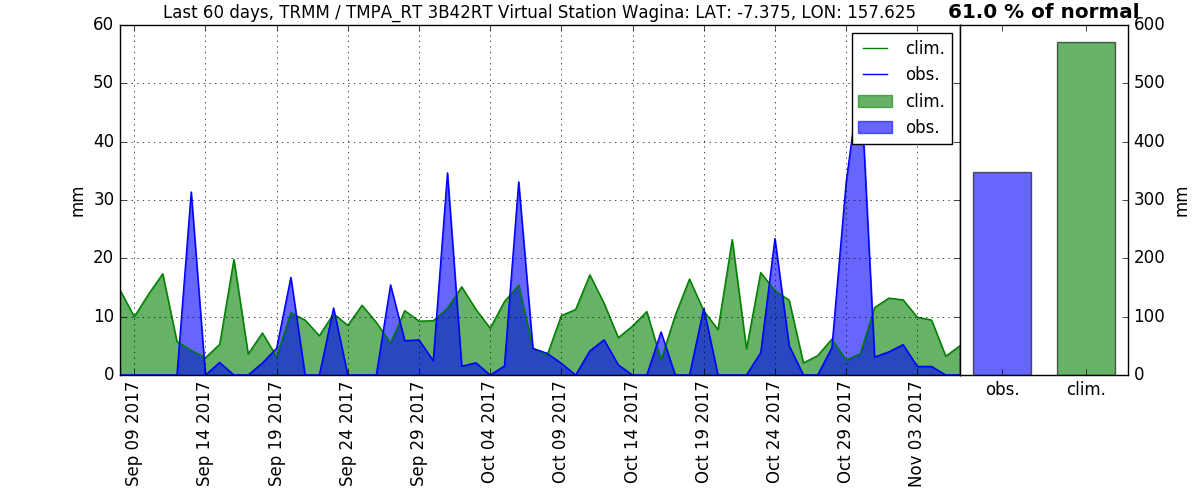 Last 60 days, TRMM / TMPA_RT 3B42RT Virtual Station Wagina: LAT: -7.375, LON: 157.625
61.0 % of normal
60
50
40
30
20
10
0
mm
clim.
obs.
clim.
obs.
600
500
400
300
200
100
0
mm
Sep 09 2017
Sep 14 2017
Sep 19 2017
Sep 24 2017
Sep 29 2017
Oct 04 2017
Oct 09 2017
Oct 14 2017
Oct 19 2017
Oct 24 2017
Oct 29 2017
Nov 03 2017
obs.
clim.